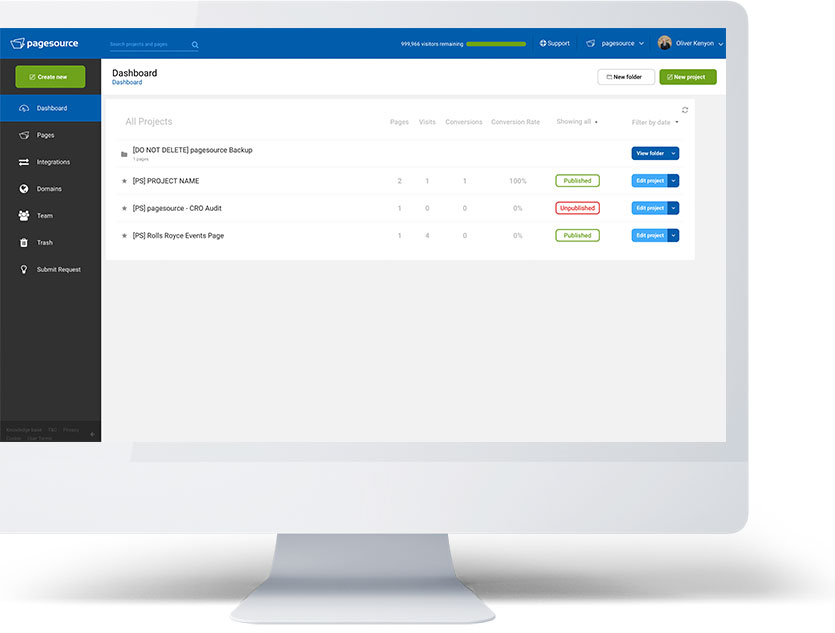 pagesource
Search projects and pages
999,966 visitors remaining
Support
pagesource
Oliver Kenyon
Create new
Dashboard
Pages
Integrations
Domains
Team
Trash
Submit Request
Knowledge Base FAQ Privacy
Cookie User Terms
Dashboard
Dashboard
New folder
New project
All Projects Pages Visits Conversions Conversion Rate Showing all Filter by date
[DO NOT DELETE] pagesource Backup
1 pages
View folder
[PS] PROJECT NAME 2 1 1 100% Published Edit project
[PS] pagesource - CRO Audit 1 0 0 0% Unpublished Edit project
[PS] Rolls Royce Events Page 1 4 0 0% Published Edit project